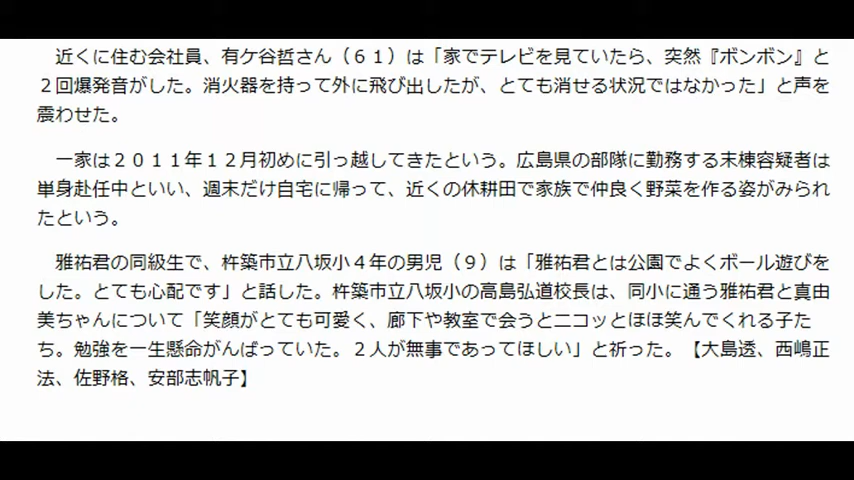 近くに住む会社員、有ケ谷哲さん（６１）は「家でテレビを見ていたら、突然『ボンボン』と
２回爆発音がした。消火器を持って外に飛び出したが、とても消せる状況ではなかった」と声を
震わせた。
　一家は２０１１年１２月初めに引っ越してきたという。広島県の部隊に勤務する末棟容疑者は
単身赴任中といい、週末だけ自宅に帰って、近くの休耕田で家族で仲良く野菜を作る姿がみられ
たという。
　雅祐君の同級生で、杵築市立八坂小４年の男児（９）は「雅祐君とは公園でよくボール遊びを
した。とても心配です」と話した。杵築市立八坂小の高島弘道校長は、同小に通う雅祐君と真由
美ちゃんについて「笑顔がとても可愛く、廊下や教室で会うとニコッとほほ笑んでくれる子た
ち。勉強を一生懸命がんばっていた。２人が無事であってほしい」と祈った。【大島透、西嶋正
法、佐野格、安部志帆子】